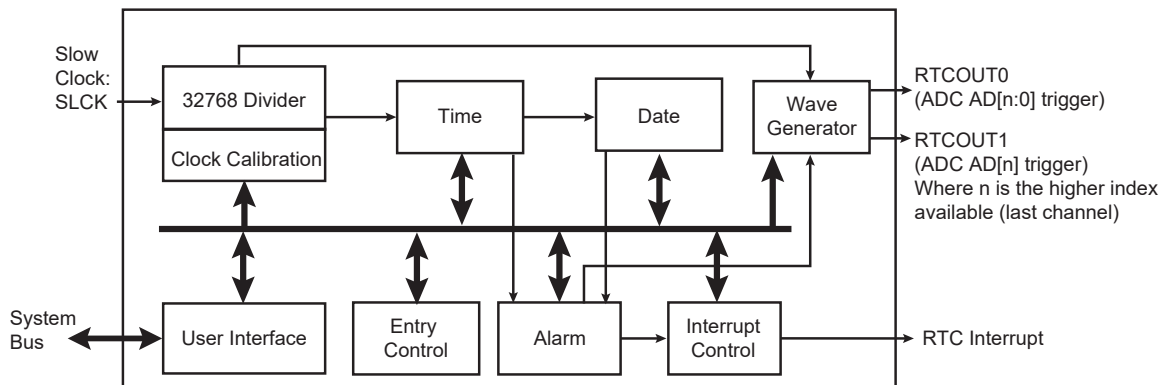 Slow
Clock:
SLCK
32768 Divider
Clock Calibration
Time
Date
Wave
Generator
RTCOUT0
(ADC AD[n:0] trigger)
RTCOUT1
(ADC AD[n] trigger)
Where n is the higher index
available (last channel)
System
Bus
User Interface
Entry
Control
Alarm
Interrupt
Control
RTC Interrupt